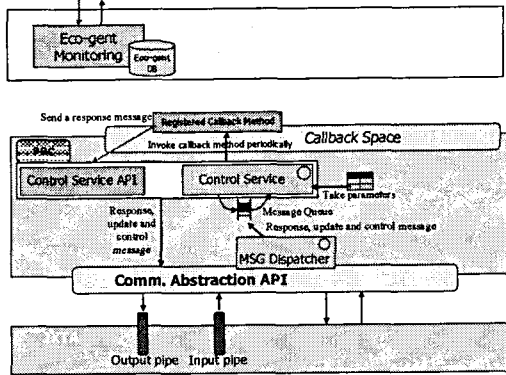 Eco-gent
Monitoring
Eco-gent
DB
Send a response message
Registered Callback Method
Callback Space
Invoke callback method periodically
Control Service API
Control Service
Take parameters
Response,
update and
control
message
Message Queue
Response, update and control message
MSG Dispatcher
Comm. Abstraction API
Output pipe
Input pipe